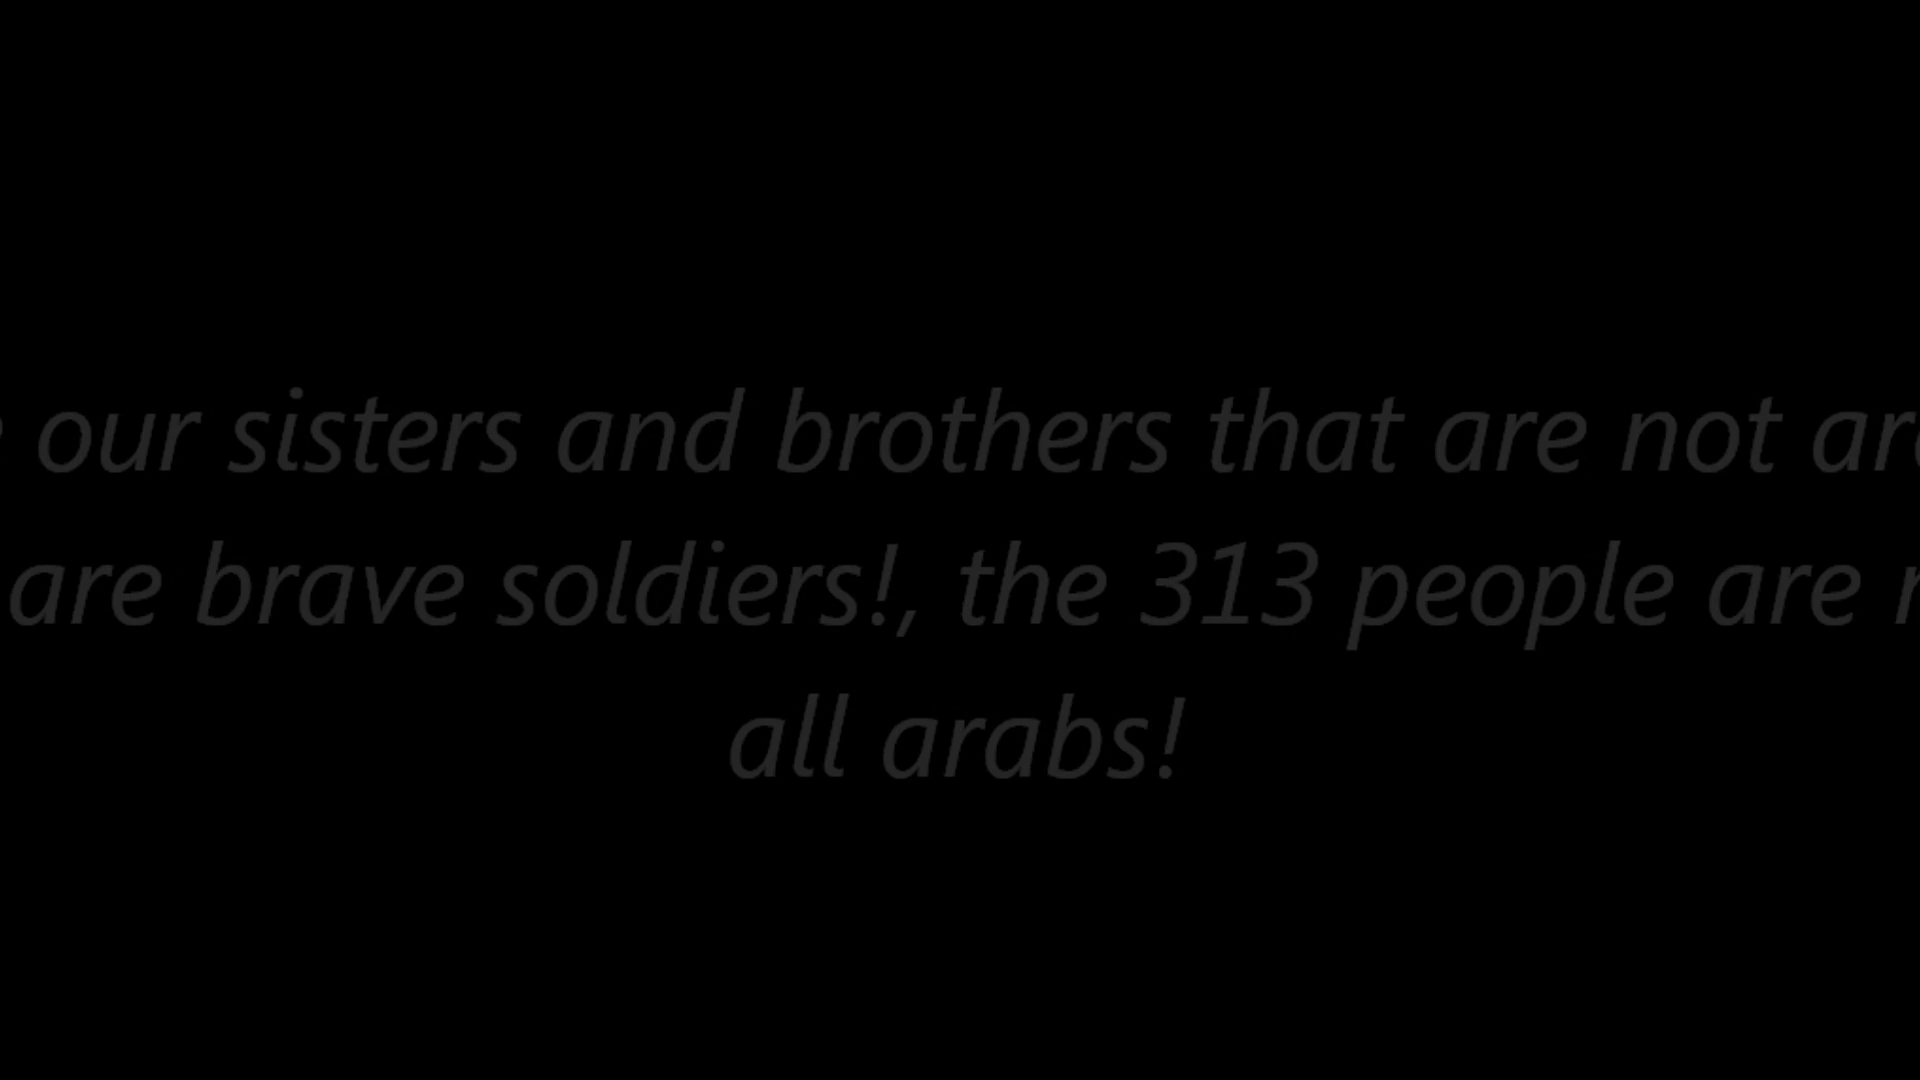 our sisters and brothers that are not
are brave soldiers!, the 313 people are
all arabs!